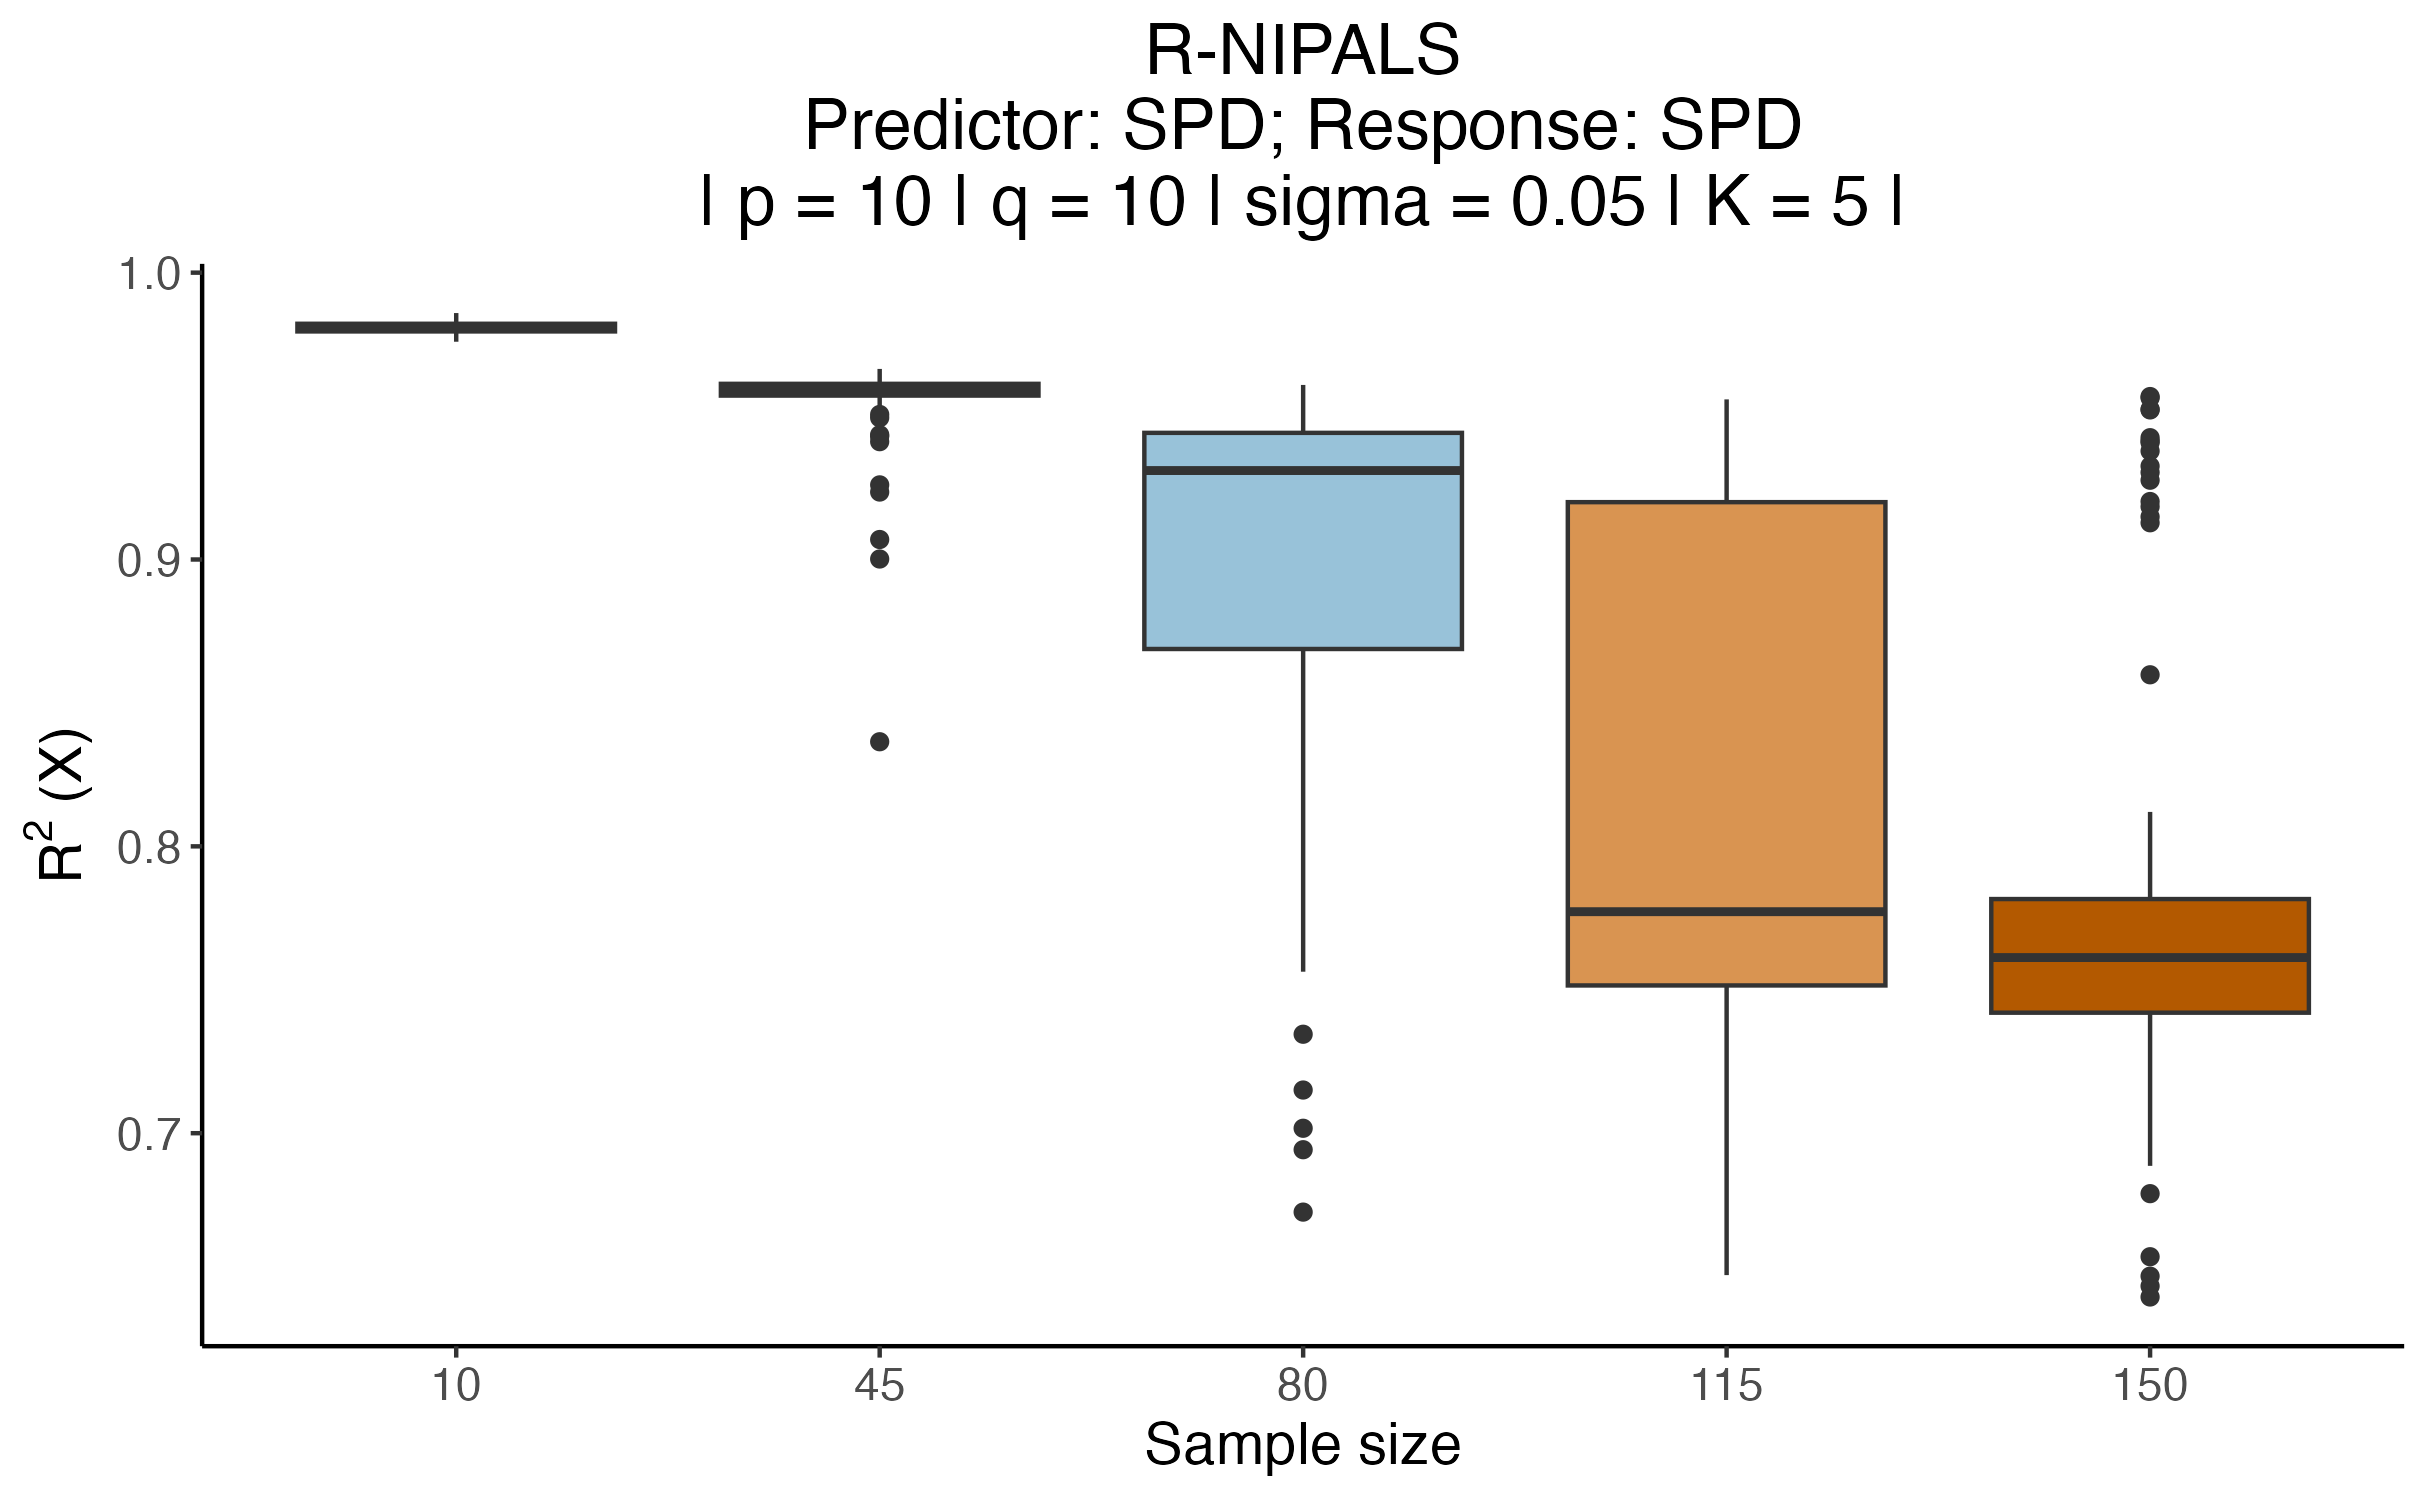 R-NIPALS
Predictor: SPD; Response: SPD
| p = 10 | q = 10 | sigma = 0.05 | K = 5 |
R² (X)
1.0
0.9
0.8
0.7
10 45 80 115 150
Sample size